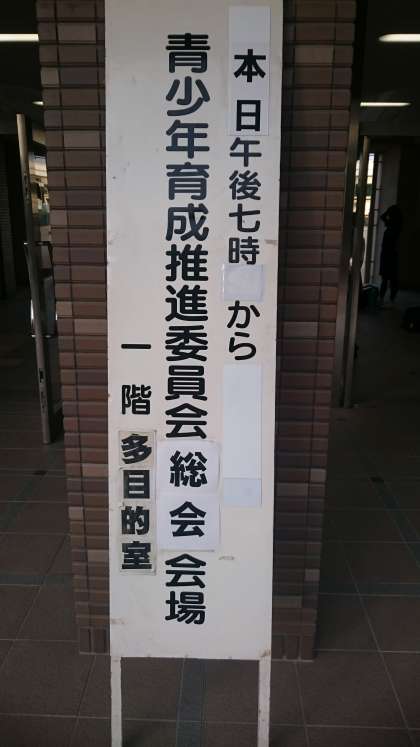 本日午後七時から
青少年育成推進委員会総会会場
一階多目的室